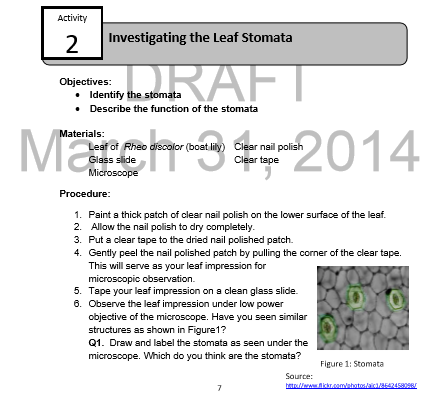 Activity
2
Investigating the Leaf Stomata
DRAFT
March 31, 2014
Objectives:
• Identify the stomata
• Describe the function of the stomata
Materials:
Leaf of Rheo discolor (boat lily) Clear nail polish
Glass slide Clear tape
Microscope
Procedure:
1. Paint a thick patch of clear nail polish on the lower surface of the leaf.
2. Allow the nail polish to dry completely.
3. Put a clear tape to the dried nail polished patch.
4. Gently peel the nail polished patch by pulling the corner of the clear tape.
This will serve as your leaf impression for
microscopic observation.
5. Tape your leaf impression on a clean glass slide.
6. Observe the leaf impression under low power
objective of the microscope. Have you seen similar
structures as shown in Figure1?
Q1. Draw and label the stomata as seen under the
microscope. Which do you think are the stomata?
Figure 1: Stomata
Source:
http://www.flickr.com/photos/ajc1/8642458098/
7